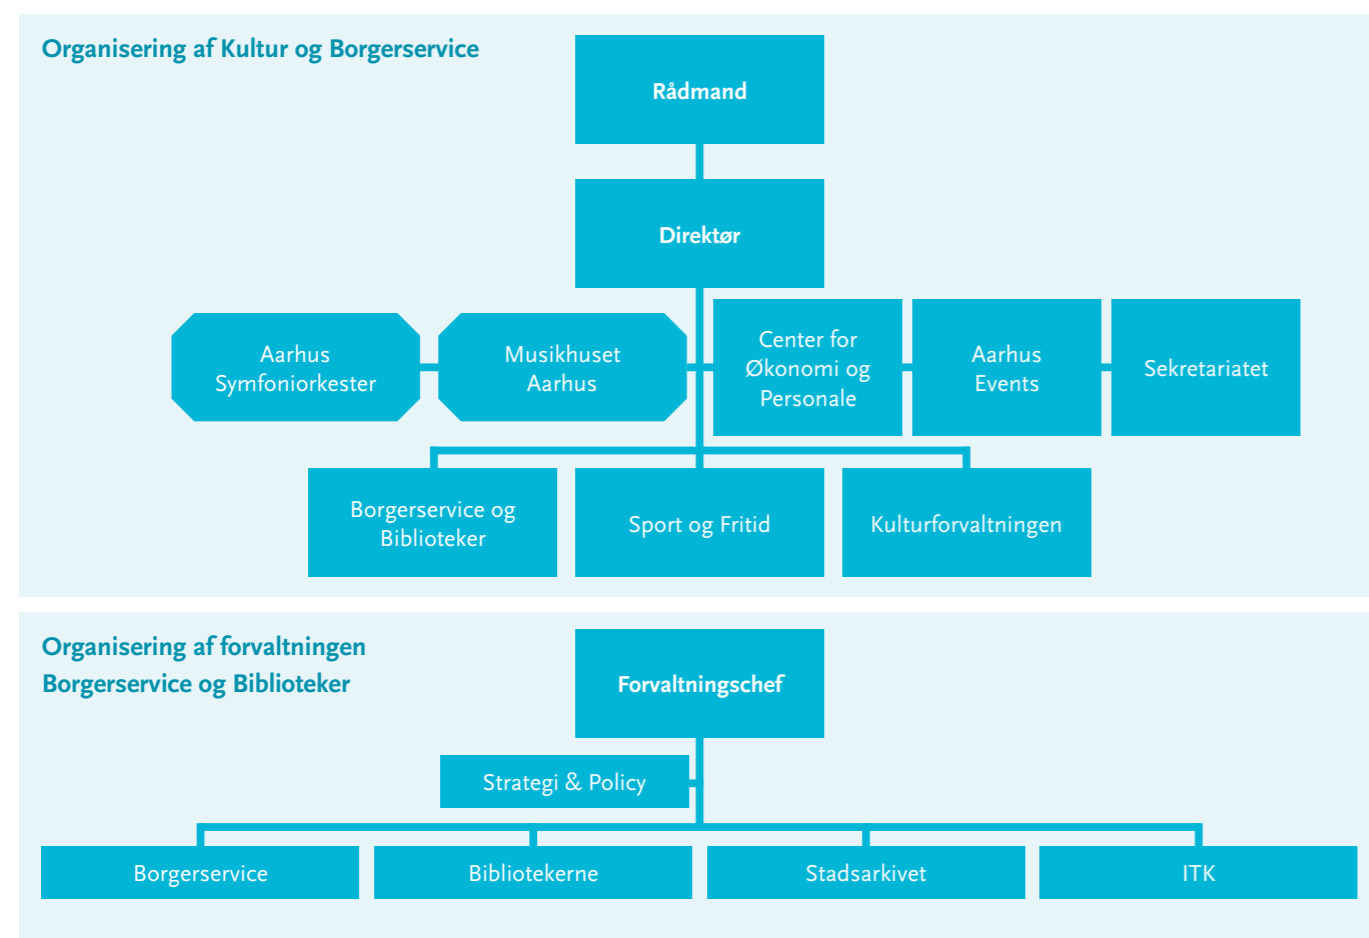 Organisering af Kultur og Borgerservice
Rådmand
Direktør
Aarhus
Symfoniorkester
Musikhuset
Aarhus
Center for
Økonomi og
Personale
Aarhus
Events
Sekretariatet
Borgerservice og
Biblioteker
Sport og Fritid
Kulturforvaltningen
Organisering af forvaltningen
Borgerservice og Biblioteker
Forvaltningschef
Strategi & Policy
Borgerservice
Bibliotekerne
Stadsarkivet
ITK